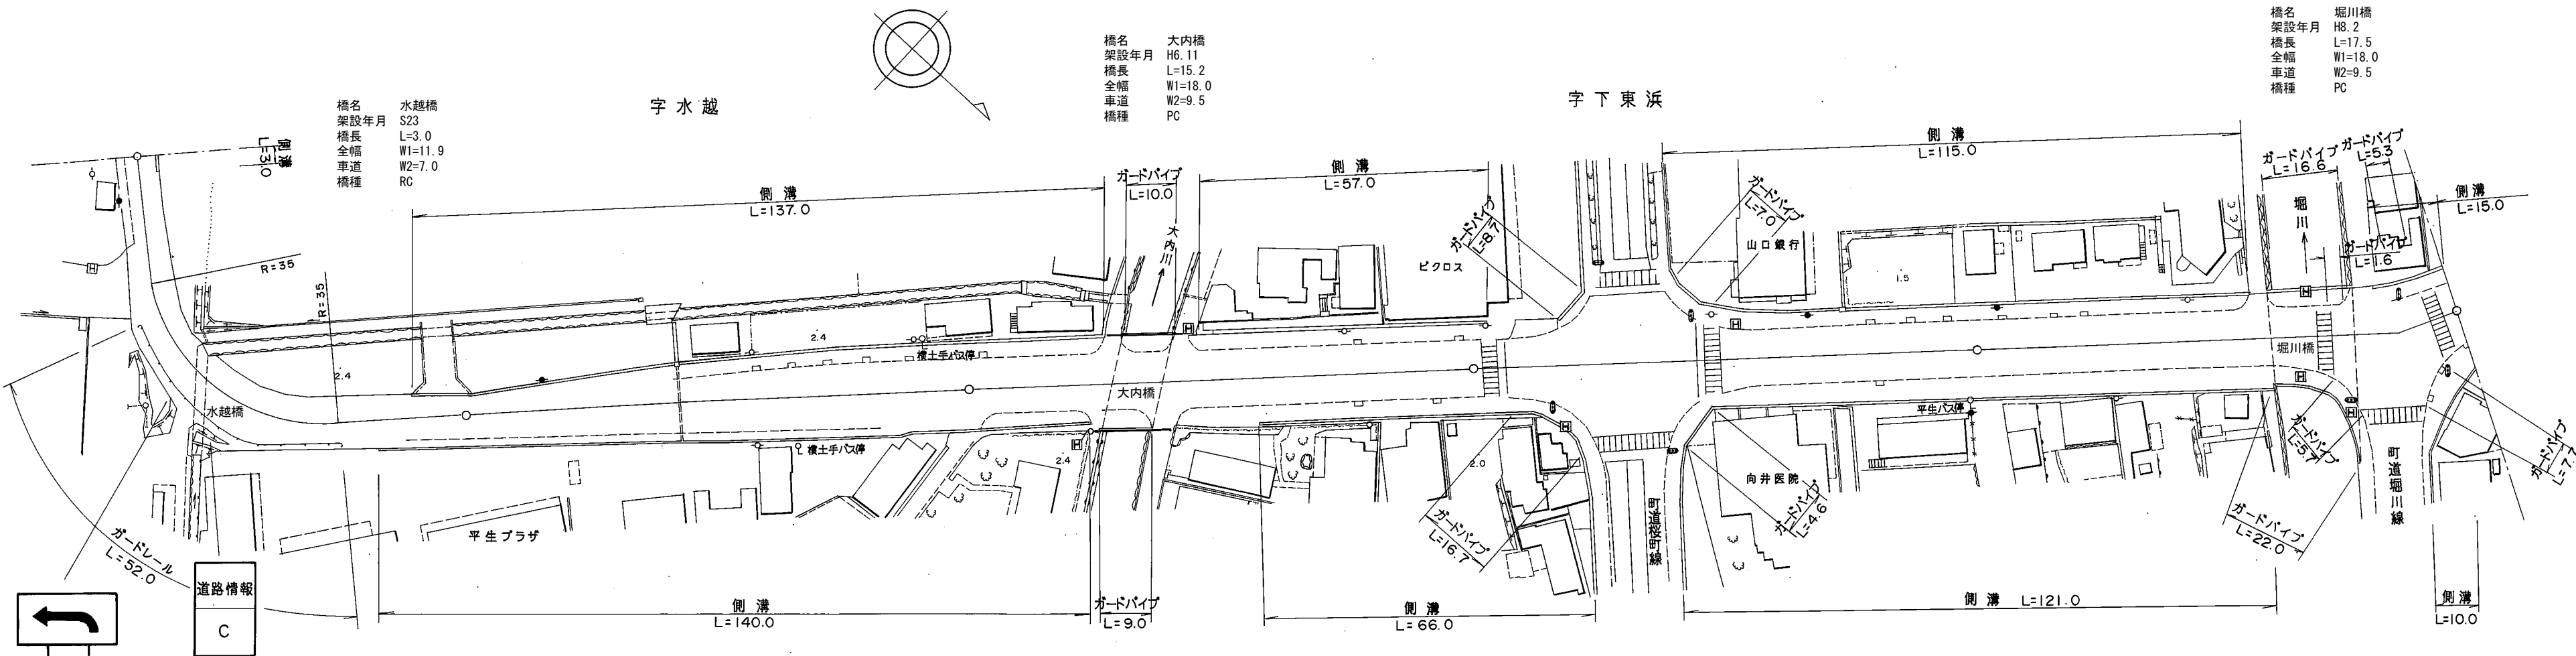 橋名 水越橋
架設年月 S23
橋長 L=3.0
全幅 W1=11.9
車道 W2=7.0
橋種 RC
字水越
橋名 大内橋
架設年月 H6.11
橋長 L=15.2
全幅 W1=18.0
車道 W2=9.5
橋種 PC
字下東浜
橋名 堀川橋
架設年月 H8.2
橋長 L=17.5
全幅 W1=18.0
車道 W2=9.5
橋種 PC
側溝
L=3.0
側溝
L=137.0
ガードパイプ
L=10.0
側溝
L=57.0
側溝
L=115.0
ガードパイプ
L=16.6
ガードパイプ
L=5.3
側溝
L=15.0
大内川
ガードパイプ
L=8.7
ガードパイプ
L=7.0
堀川
ガードパイプ
L=1.6
R=35
R=35
ピクロス
山口銀行
1.5
2.4
横土手バス停
2.4
水越橋
大内橋
堀川橋
横土手バス停
2.4
2.0
平生バス停
向井医院
平生プラザ
町道桜町線
町道堀川線
ガードパイプ
L=16.7
ガードパイプ
L=4.6
ガードパイプ
L=5.7
ガードパイプ
L=22.0
ガードパイプ
L=7.7
ガードレール
L=52.0
道路情報
C
側溝
L=140.0
ガードパイプ
L=9.0
側溝
L=66.0
側溝 L=121.0
側溝
L=10.0